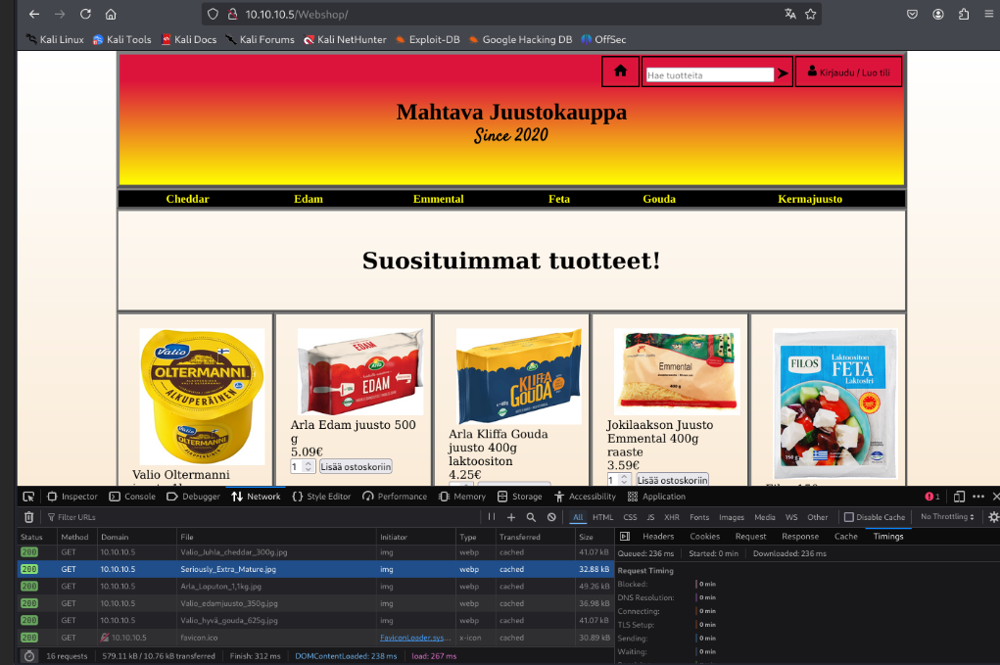 10.10.10.5/Webshop/
Kali Linux Kali Tools Kali Docs Kali Forums Kali NetHunter Exploit-DB Google Hacking DB OffSec
Hae tuotteita
Kirjaudu / Luo tili
Mahtava Juustokauppa
Since 2020
Cheddar Edam Emmental Feta Gouda Kermajuusto
Suosituimmat tuotteet!
Valio
OLTERMANNI
ALKUPERÄINEN
OLTERMANNI
Valio Oltermanni
EDAM
Arla
EDAM
Arla Edam juusto 500
g
5.09€
1 Lisää ostoskoriin
Arla
KLIFFA
GOUDA
Arla Kliffa Gouda
juusto 400g
laktoositon
4.25€
Emmental
400 g
Jokilaakson Juusto
Emmental 400g
raaste
3.59€
1 Lisää ostoskoriin
FILOS
Laktoositon
FETA
Laktosfri
150 g
Inspector Console Debugger Network Style Editor Performance Memory Storage Accessibility Application 1
Filter URLs
All HTML CSS JS XHR Fonts Images Media WS Other Disable Cache No Throttling
Status Method Domain File Initiator Type Transferred Size
200 GET 10.10.10.5 Valio_Juhla_cheddar_300g.jpg img webp cached 41.07 kB
200 GET 10.10.10.5 Seriously_Extra_Mature.jpg img webp cached 32.88 kB
200 GET 10.10.10.5 Arla_Loputon_1,1kg.jpg img webp cached 49.26 kB
200 GET 10.10.10.5 Valio_edamjuusto_350g.jpg img webp cached 36.98 kB
200 GET 10.10.10.5 Valio_hyvä_gouda_625g.jpg img webp cached 41.07 kB
200 GET 10.10.10.5 favicon.ico FaviconLoader.sys... x-icon cached 30.89 kB
16 requests 579.11 kB / 10.76 kB transferred Finish: 312 ms DOMContentLoaded: 238 ms load: 267 ms
Headers Cookies Request Response Cache Timings
Queued: 236 ms Started: 0 min Downloaded: 236 ms
Request Timing
Blocked: 0 min
DNS Resolution: 0 min
Connecting: 0 min
TLS Setup: 0 min
Sending: 0 min
Waiting: 0 min